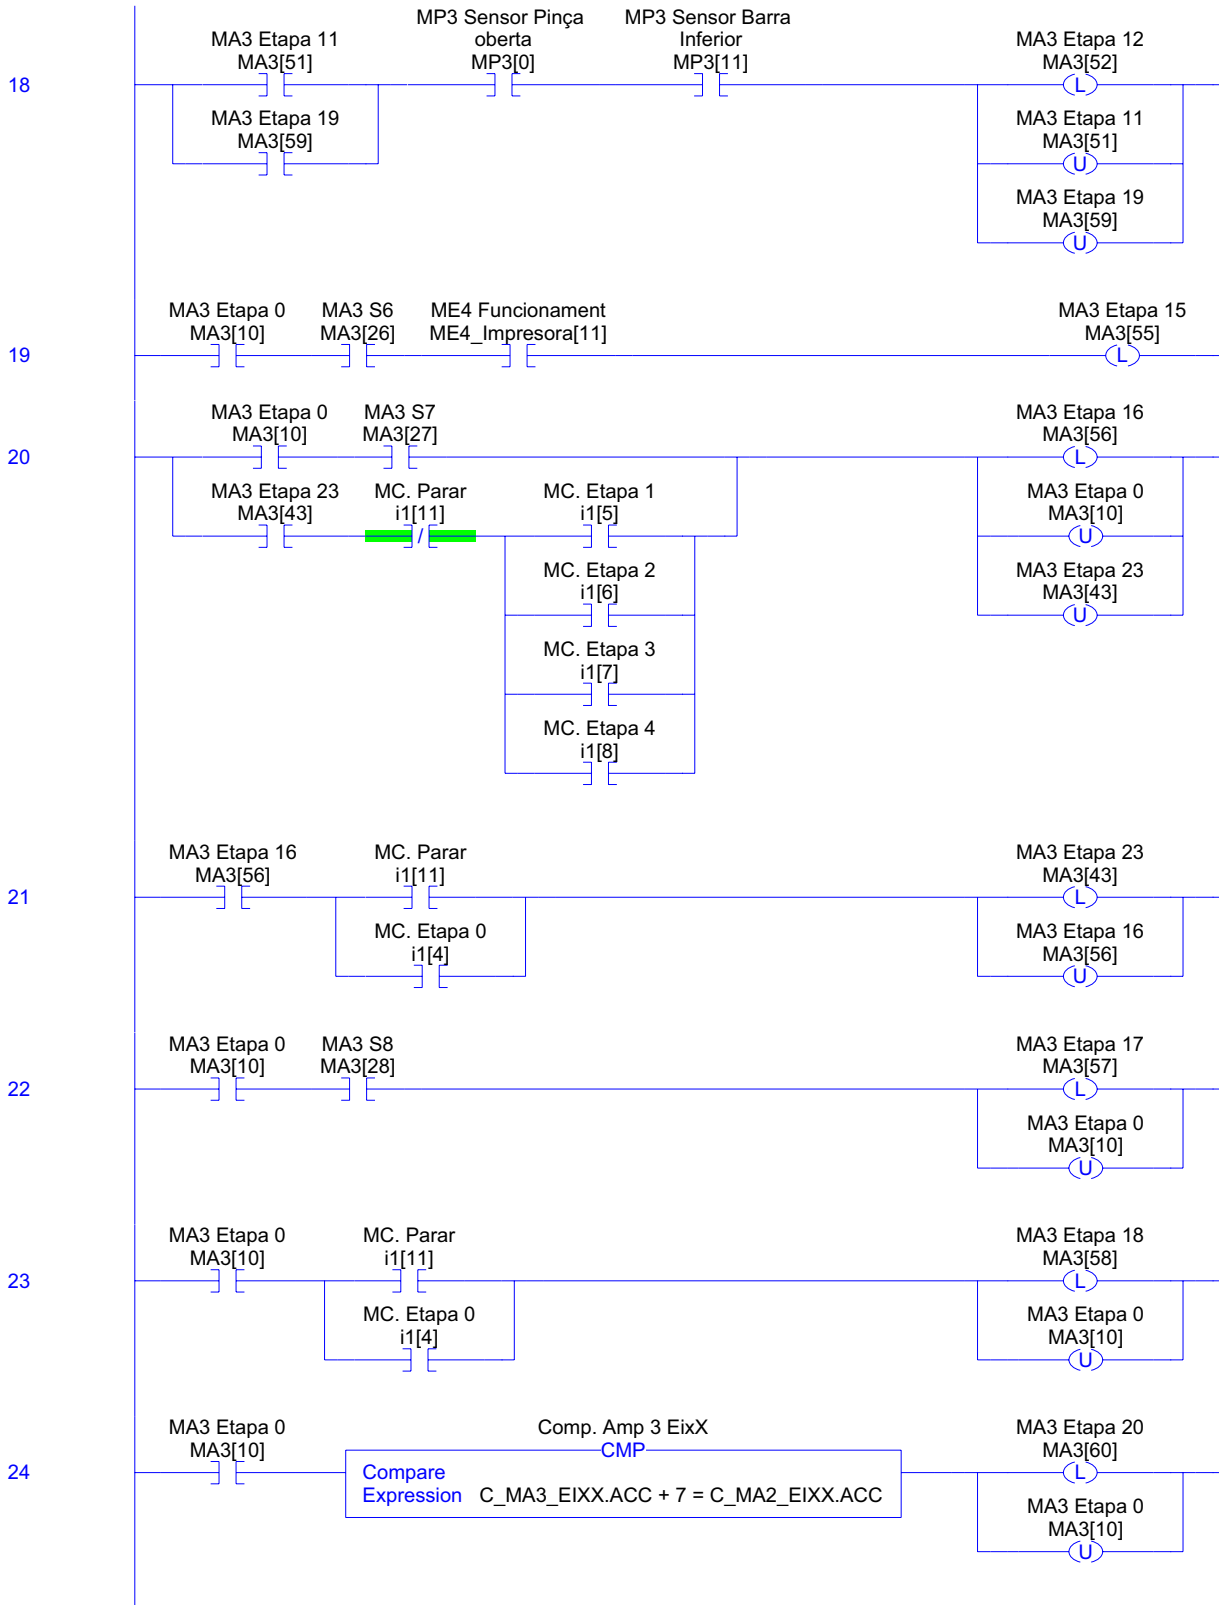 MA3 Etapa 11
MA3[51]
MP3 Sensor Pinça
oberta
MP3[0]
MP3 Sensor Barra
Inferior
MP3[11]
MA3 Etapa 12
MA3[52]
L
18
MA3 Etapa 19
MA3[59]
MA3 Etapa 11
MA3[51]
U
MA3 Etapa 19
MA3[59]
U
MA3 Etapa 0
MA3[10]
MA3 S6
MA3[26]
ME4 Funcionament
ME4_Impresora[11]
MA3 Etapa 15
MA3[55]
L
19
MA3 Etapa 0
MA3[10]
MA3 S7
MA3[27]
MA3 Etapa 16
MA3[56]
L
20
MA3 Etapa 23
MA3[43]
MC. Parar
i1[11]
/
MC. Etapa 1
i1[5]
MA3 Etapa 0
MA3[10]
U
MC. Etapa 2
i1[6]
MA3 Etapa 23
MA3[43]
U
MC. Etapa 3
i1[7]
MC. Etapa 4
i1[8]
MA3 Etapa 16
MA3[56]
MC. Parar
i1[11]
MA3 Etapa 23
MA3[43]
L
21
MC. Etapa 0
i1[4]
MA3 Etapa 16
MA3[56]
U
MA3 Etapa 0
MA3[10]
MA3 S8
MA3[28]
MA3 Etapa 17
MA3[57]
L
22
MA3 Etapa 0
MA3[10]
U
MA3 Etapa 0
MA3[10]
MC. Parar
i1[11]
MA3 Etapa 18
MA3[58]
L
23
MC. Etapa 0
i1[4]
MA3 Etapa 0
MA3[10]
U
MA3 Etapa 0
MA3[10]
Comp. Amp 3 EixX
CMP
Compare
Expression C_MA3_EIXX.ACC + 7 = C_MA2_EIXX.ACC
MA3 Etapa 20
MA3[60]
L
24
MA3 Etapa 0
MA3[10]
U